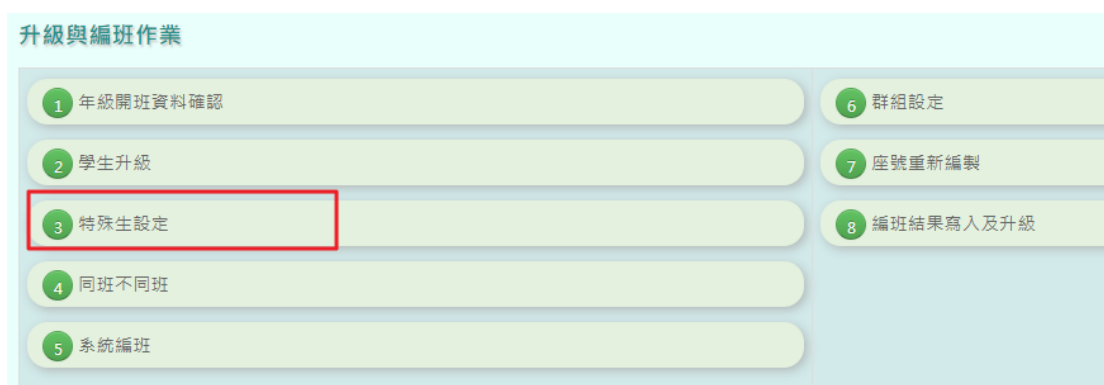 升級與編班作業
1 年級開班資料確認
2 學生升級
3 特殊生設定
4 同班不同班
5 系統編班
6 群組設定
7 座號重新編製
8 編班結果寫入及升級